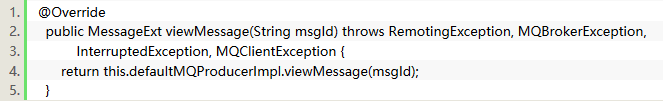 1. @Override
2. public MessageExt viewMessage(String msgId) throws RemotingException, MQBrokerException,
3. InterruptedException, MQClientException {
4. return this.defaultMQProducerImpl.viewMessage(msgId);
5. }